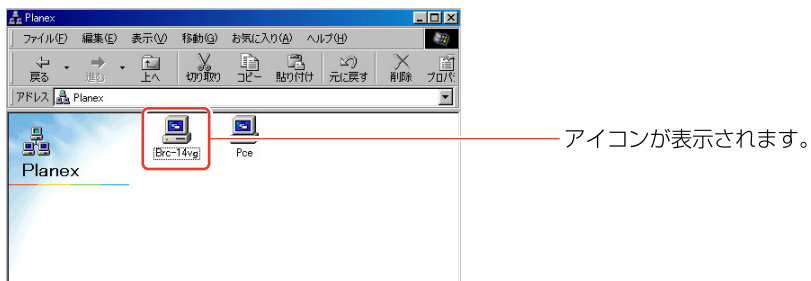 Planex
ファイル(F) 編集(E) 表示(V) 移動(G) お気に入り(A) ヘルプ(H)
戻る 進む 上へ 切り取り コピー 貼り付け 元に戻す 削除 プロパ
アドレス Planex
Brc-14vg Pce
アイコンが表示されます。
Planex